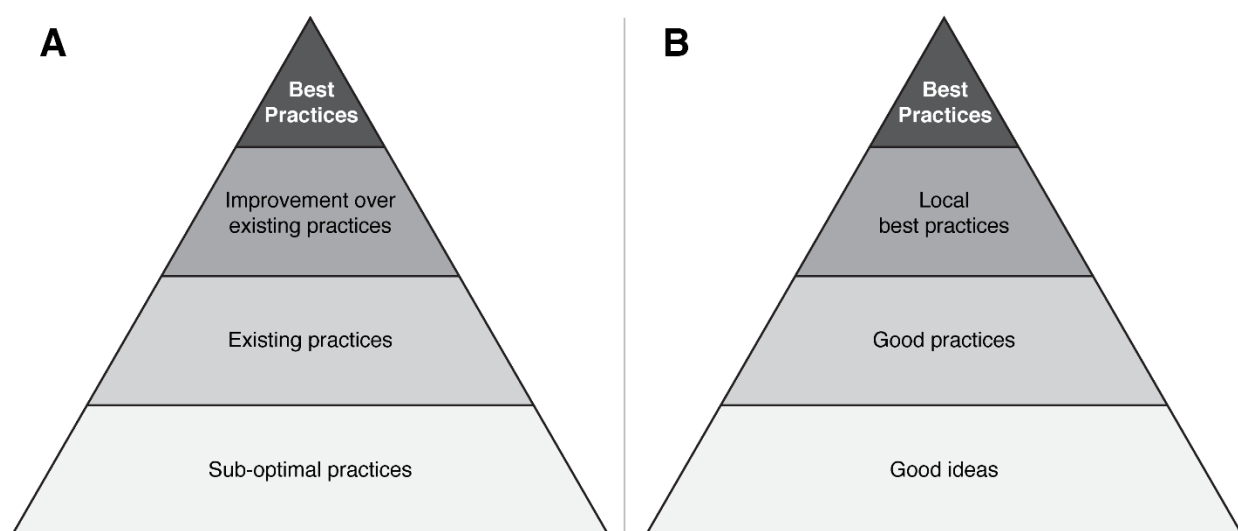 A
Best
Practices
Improvement over
existing practices
Existing practices
Sub-optimal practices
B
Best
Practices
Local
best practices
Good practices
Good ideas